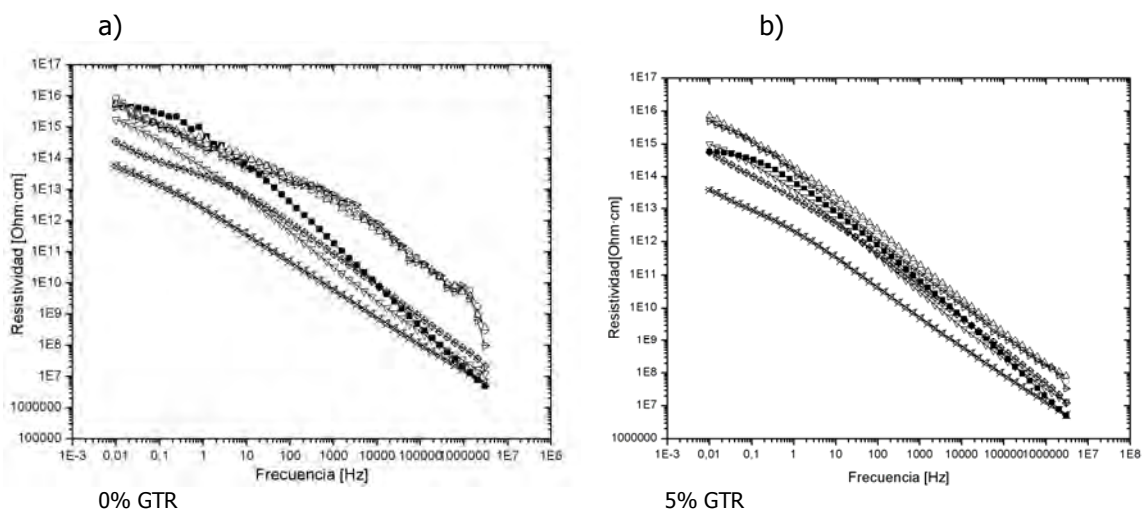 a)
b)
1E17
1E16
1E15
1E14
1E13
1E12
1E11
1E10
1E9
1E8
1E7
1000000
100000
Resistividad [Ohm·cm]
1E-3 0,01 0,1 1 10 100 1000 10000 100000 1000000 1E7 1E6
Frecuencia [Hz]
0% GTR
1E17
1E16
1E15
1E14
1E13
1E12
1E11
1E10
1E9
1E8
1E7
1000000
Resistividad[Ohm·cm]
1E-3 0,01 0,1 1 10 100 1000 10000 100000 1000000 1E7 1E8
Frecuencia [Hz]
5% GTR